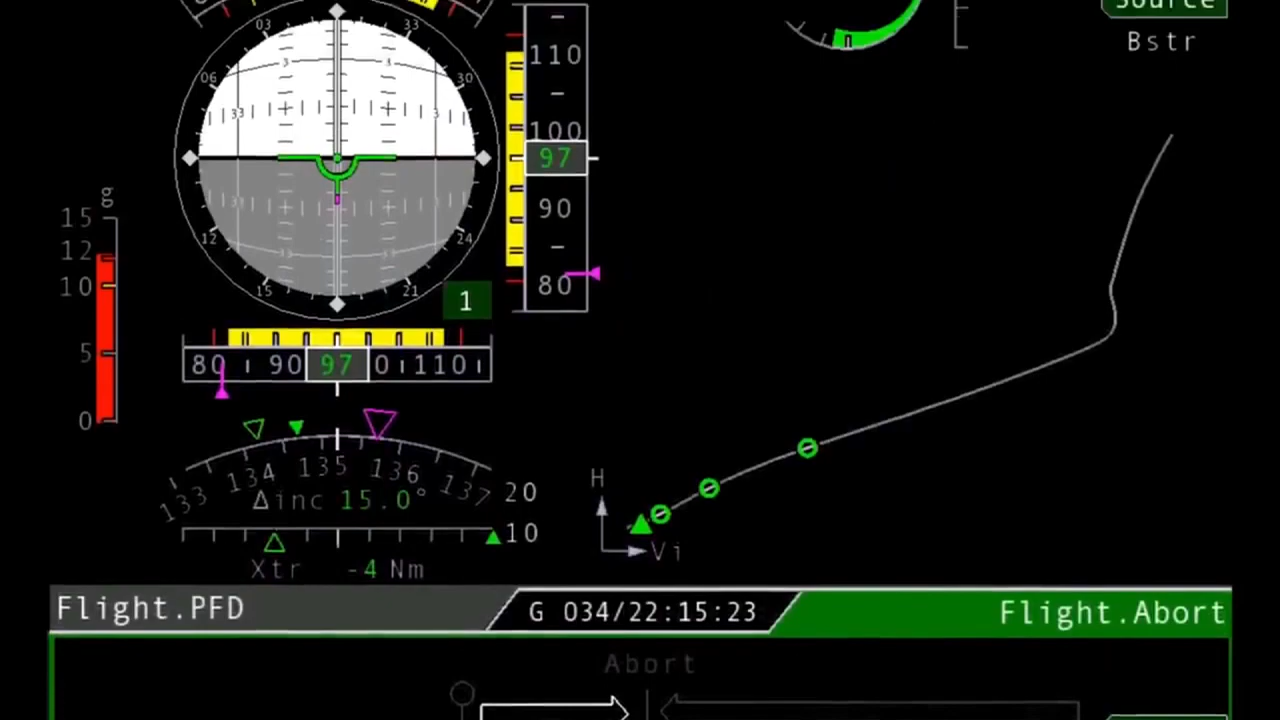 Source
Bstr
03 33
06 30
33 3
12 24
15 21
1
110
100
97
90
80
g
15
12
10
5
0
80 90 97 0 110
133 134 135 136 137
Δinc 15.0°
20
10
Xtr -4 Nm
H
Vi
Flight.PFD
G 034/22:15:23
Flight.Abort
Abort